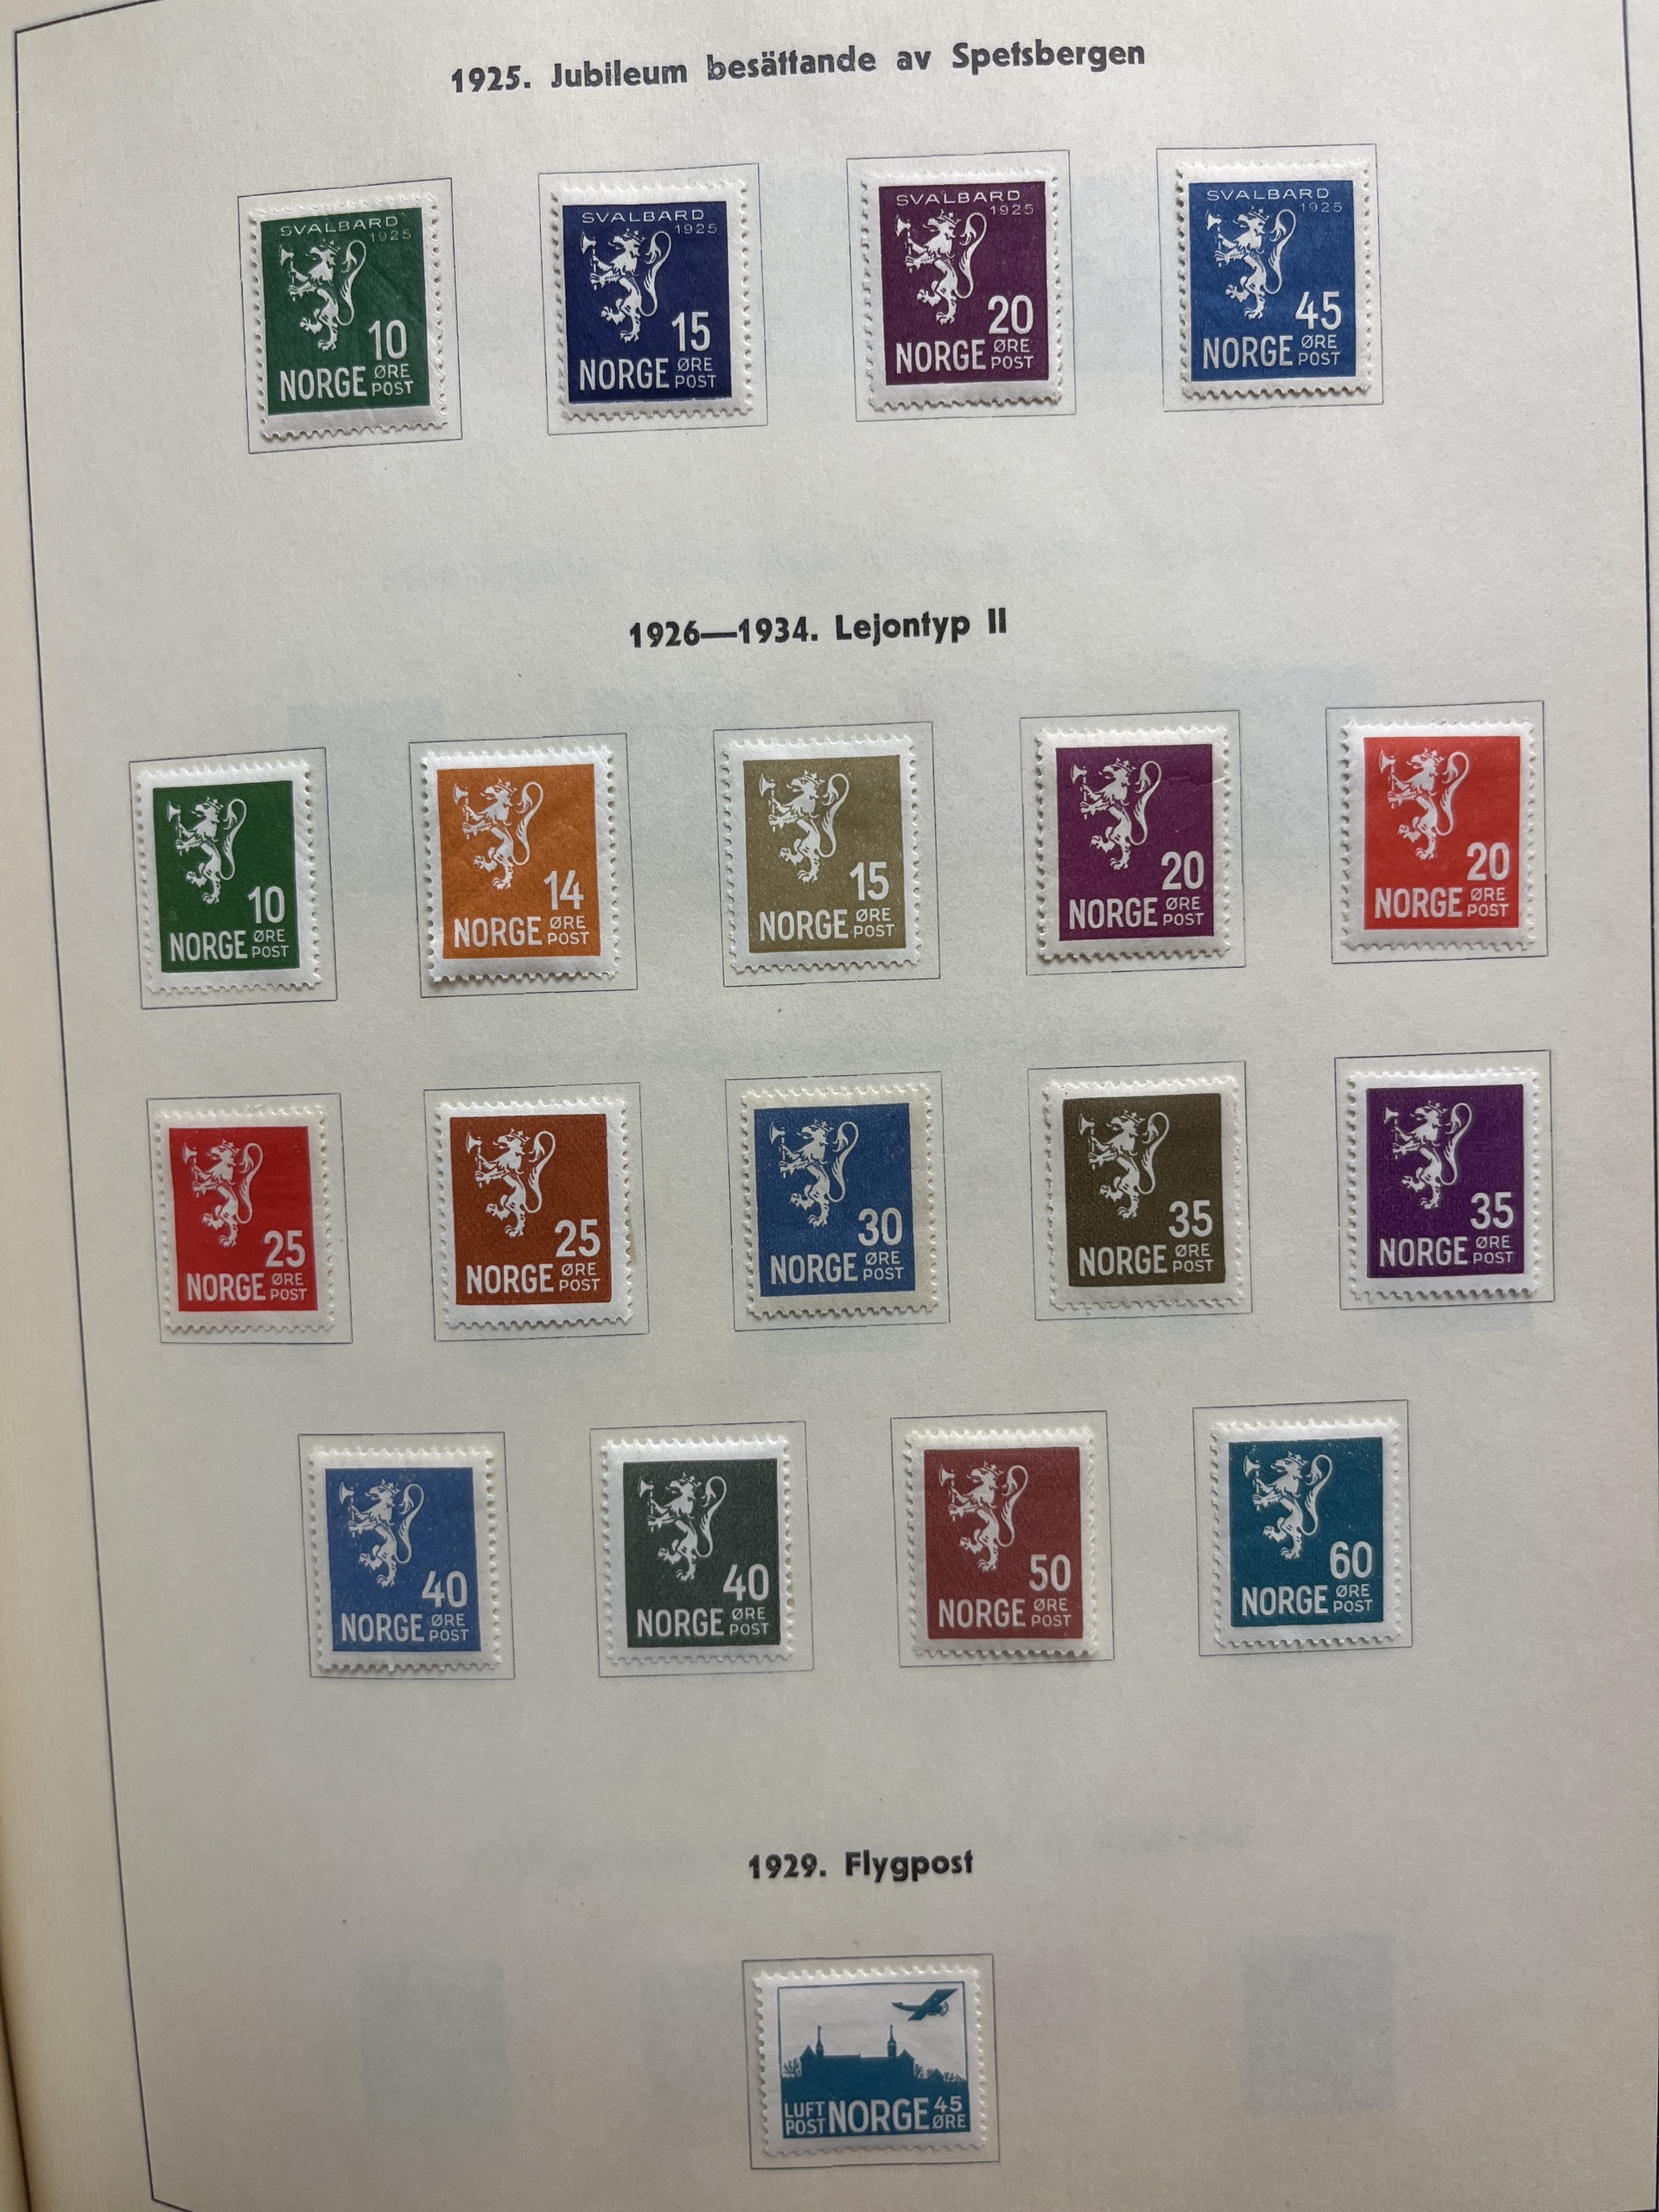 1925. Jubileum besättande av Spetsbergen
SVALBARD
1925
10
NORGE ØRE
POST
SVALBARD
1925
15
NORGE ØRE
POST
SVALBARD
1925
20
NORGE ØRE
POST
SVALBARD
1925
45
NORGE ØRE
POST
1926—1934. Lejontyp II
10
NORGE ØRE
POST
14
NORGE ØRE
POST
15
NORGE ØRE
POST
20
NORGE ØRE
POST
20
NORGE ØRE
POST
25
NORGE ØRE
POST
25
NORGE ØRE
POST
30
NORGE ØRE
POST
35
NORGE ØRE
POST
35
NORGE ØRE
POST
40
NORGE ØRE
POST
40
NORGE ØRE
POST
50
NORGE ØRE
POST
60
NORGE ØRE
POST
1929. Flygpost
LUFT
POST NORGE 45
ØRE